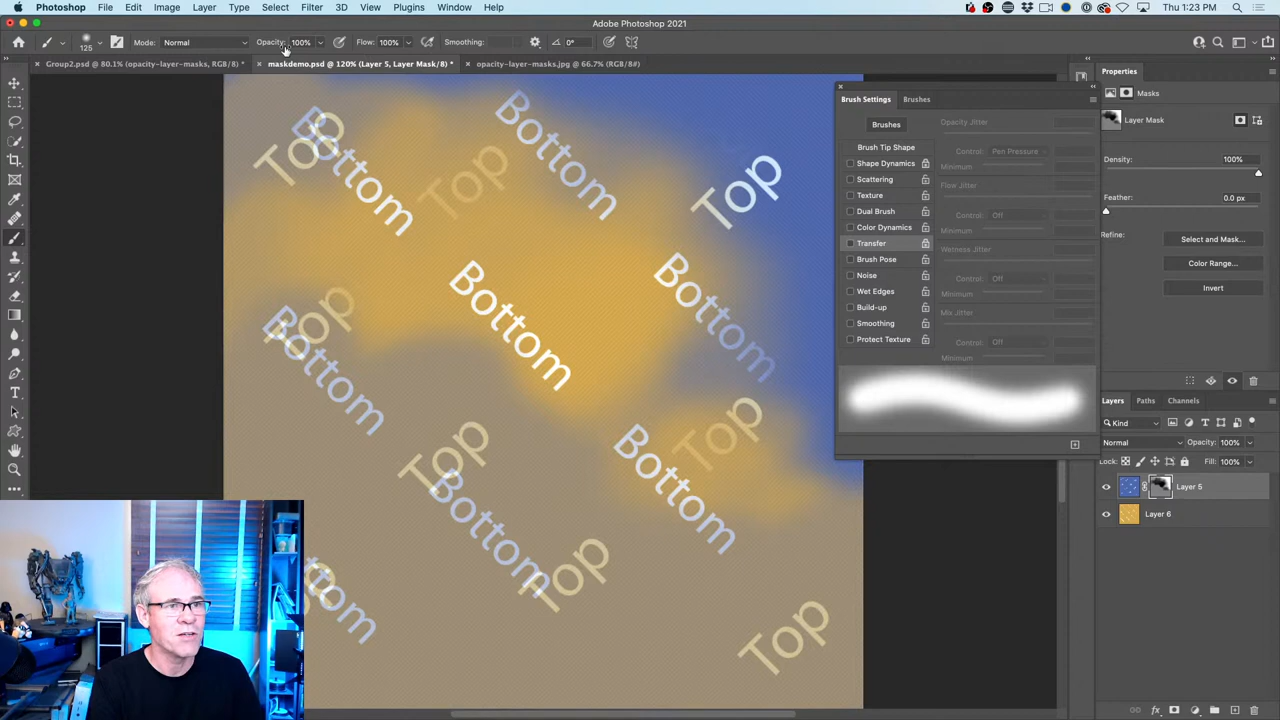 Photoshop File Edit Image Layer Type Select Filter 3D View Plugins Window Help Thu 1:23 PM
Adobe Photoshop 2021
125 Mode: Normal Opacity: 100% Flow: 100% Smoothing: 0°
Group2.psd @ 80.1% (opacity-layer-masks, RGB/8) * maskdemo.psd @ 120% (Layer 5, Layer Mask/8) * opacity-layer-masks.jpg @ 66.7% (RGB/8#)
Properties
Masks
Layer Mask
Density: 100%
Feather: 0.0 px
Refine: Select and Mask...
Color Range...
Invert
Brush Settings Brushes
Brushes
Brush Tip Shape
Shape Dynamics
Scattering
Texture
Dual Brush
Color Dynamics
Transfer
Brush Pose
Noise
Wet Edges
Build-up
Smoothing
Protect Texture
Opacity Jitter
Control: Pen Pressure
Minimum
Flow Jitter
Control: Off
Minimum
Wetness Jitter
Control: Off
Minimum
Mix Jitter
Control: Off
Minimum
Layers Paths Channels
Kind
Normal Opacity: 100%
Lock: Fill: 100%
Layer 5
Layer 6
Top
Bottom
Top
Bottom
Top
Bottom
Bottom
Top
Bottom
Top
Bottom
Top
Bottom
Top
Top
ttom